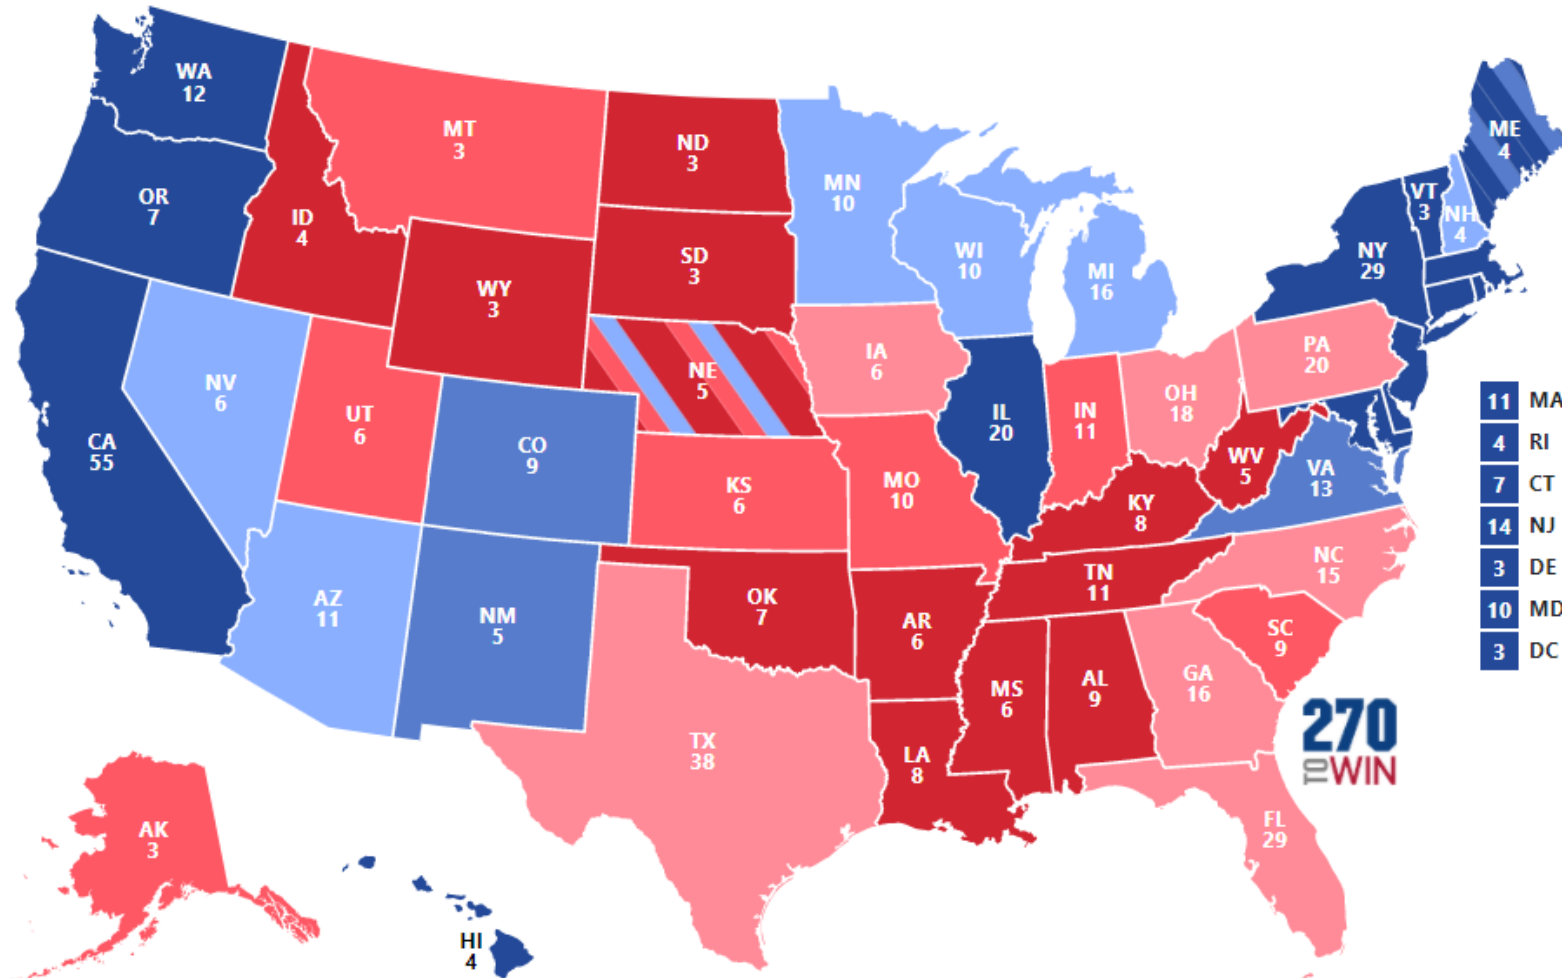 WA
12
OR
7
CA
55
NV
6
ID
4
MT
3
WY
3
UT
6
AZ
11
CO
9
NM
5
ND
3
SD
3
NE
5
KS
6
OK
7
TX
38
MN
10
IA
6
MO
10
AR
6
LA
8
WI
10
IL
20
MS
6
MI
16
IN
11
KY
8
TN
11
AL
9
OH
18
WV
5
GA
16
FL
29
SC
9
NC
15
VA
13
PA
20
NY
29
VT
3
NH
4
ME
4
11 MA
4 RI
7 CT
14 NJ
3 DE
10 MD
3 DC
270
TO WIN
AK
3
HI
4